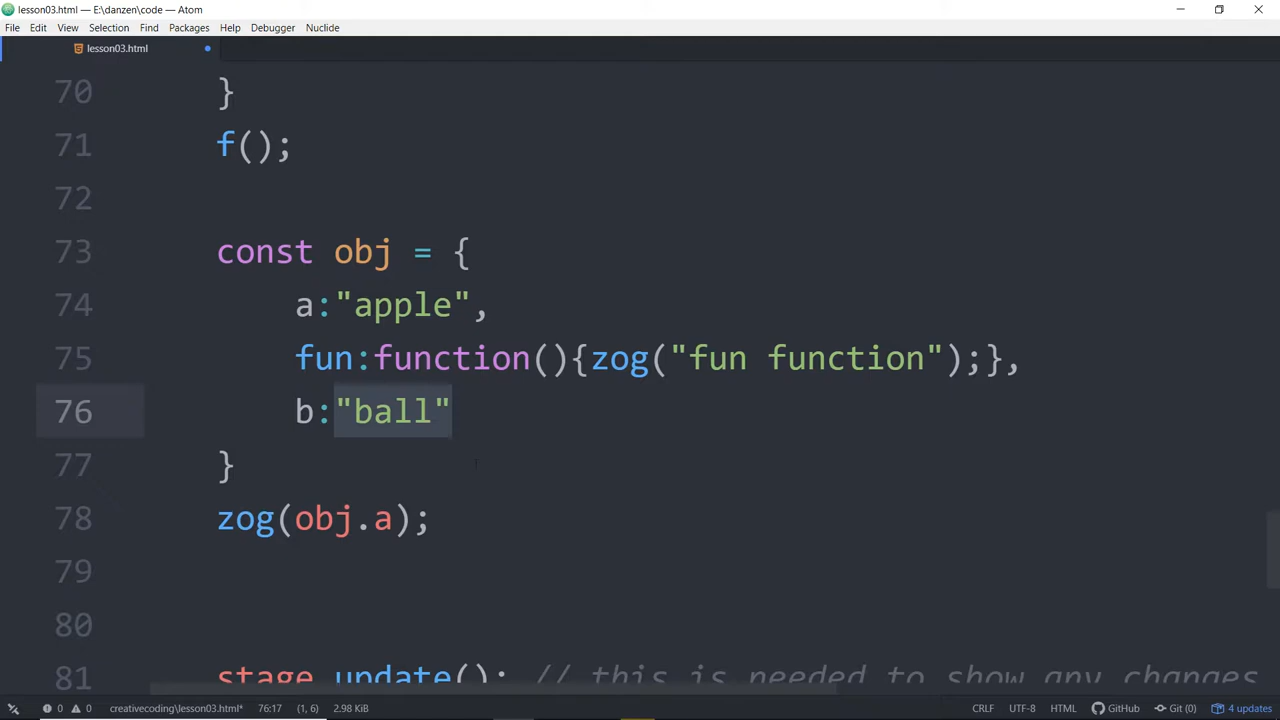 lesson03.html — E:\danzen\code — Atom
File Edit View Selection Find Packages Help Debugger Nuclide
lesson03.html
70 }
71 f();
72
73 const obj = {
74 a:"apple",
75 fun:function(){zog("fun function");},
76 b:"ball"
77 }
78 zog(obj.a);
79
80
81 stage.update(); // this is needed to show any changes
0 0 creativecoding\lesson03.html* 76:17 (1, 6) 2.98 KiB CRLF UTF-8 HTML GitHub Git (0) 4 updates